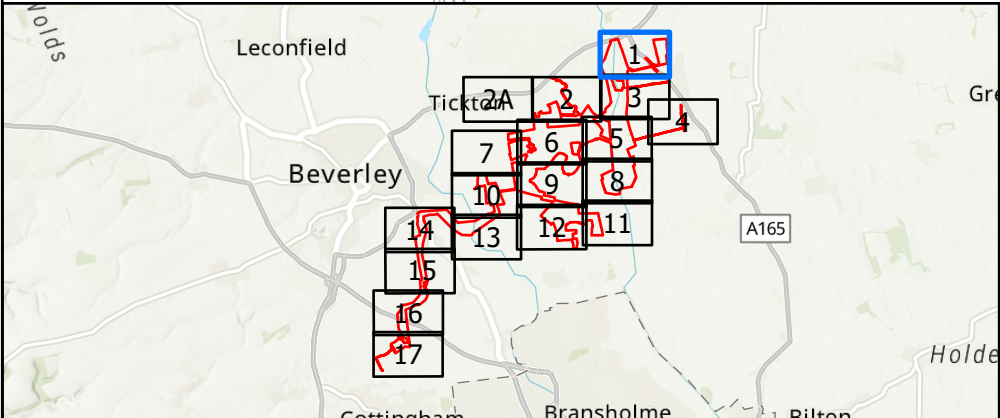 Wolds
Leconfield
1
2A
2
3
Tickton
Gre
4
5
6
7
Beverley
8
9
10
11
12
13
14
A165
15
16
17
Holde
Cottingham
Bransholme
Bilton